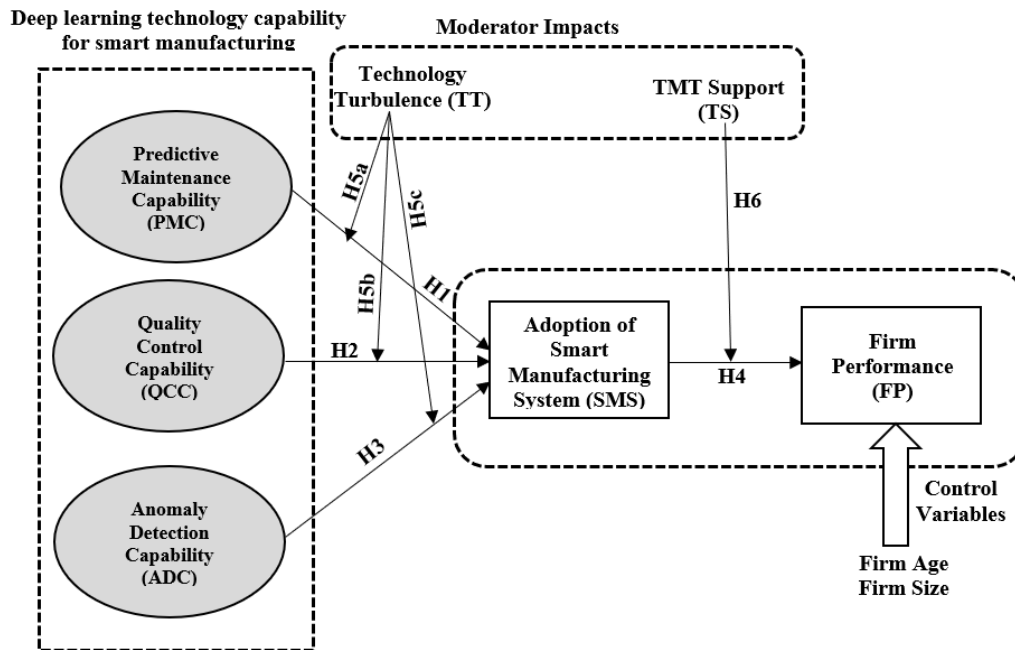 Deep learning technology capability
for smart manufacturing
Moderator Impacts
Technology
Turbulence (TT)
TMT Support
(TS)
Predictive
Maintenance
Capability
(PMC)
H5a
H5c
H6
H5b
H1
Quality
Control
Capability
(QCC)
H2
Adoption of
Smart
Manufacturing
System (SMS)
H4
Firm
Performance
(FP)
H3
Anomaly
Detection
Capability
(ADC)
Control
Variables
Firm Age
Firm Size